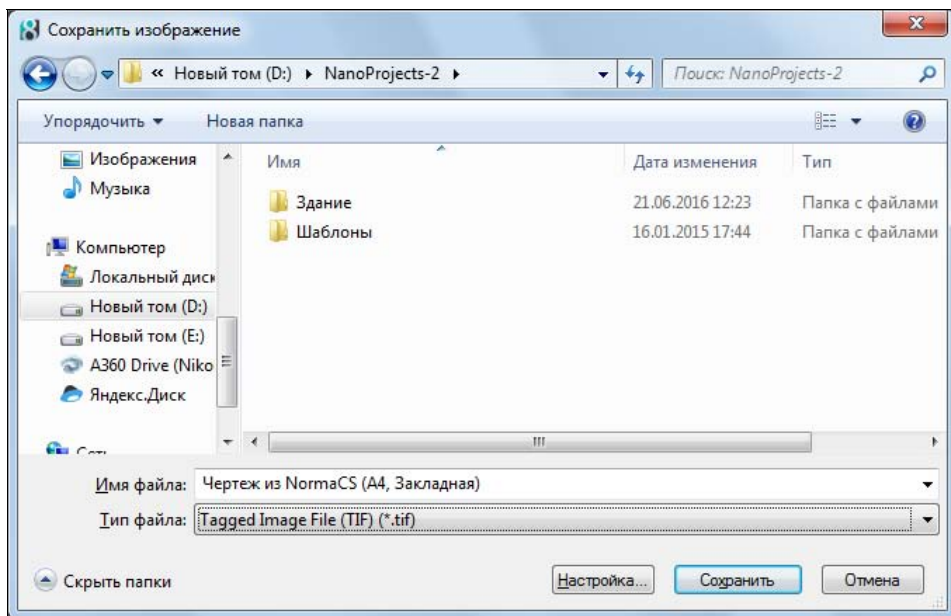 Сохранить изображение
« Новый том (D:) NanoProjects-2
Поиск: NanoProjects-2
Упорядочить
Новая папка
Изображения
Музыка
Компьютер
Локальный диск
Новый том (D:)
Новый том (E:)
A360 Drive (Niko
Яндекс.Диск
Сеть
Имя Дата изменения Тип
Здание 21.06.2016 12:23 Папка с файлами
Шаблоны 16.01.2015 17:44 Папка с файлами
Имя файла: Чертеж из NormaCS (А4, Закладная)
Тип файла: Tagged Image File (TIF) (*.tif)
Скрыть папки
Настройка...
Сохранить
Отмена